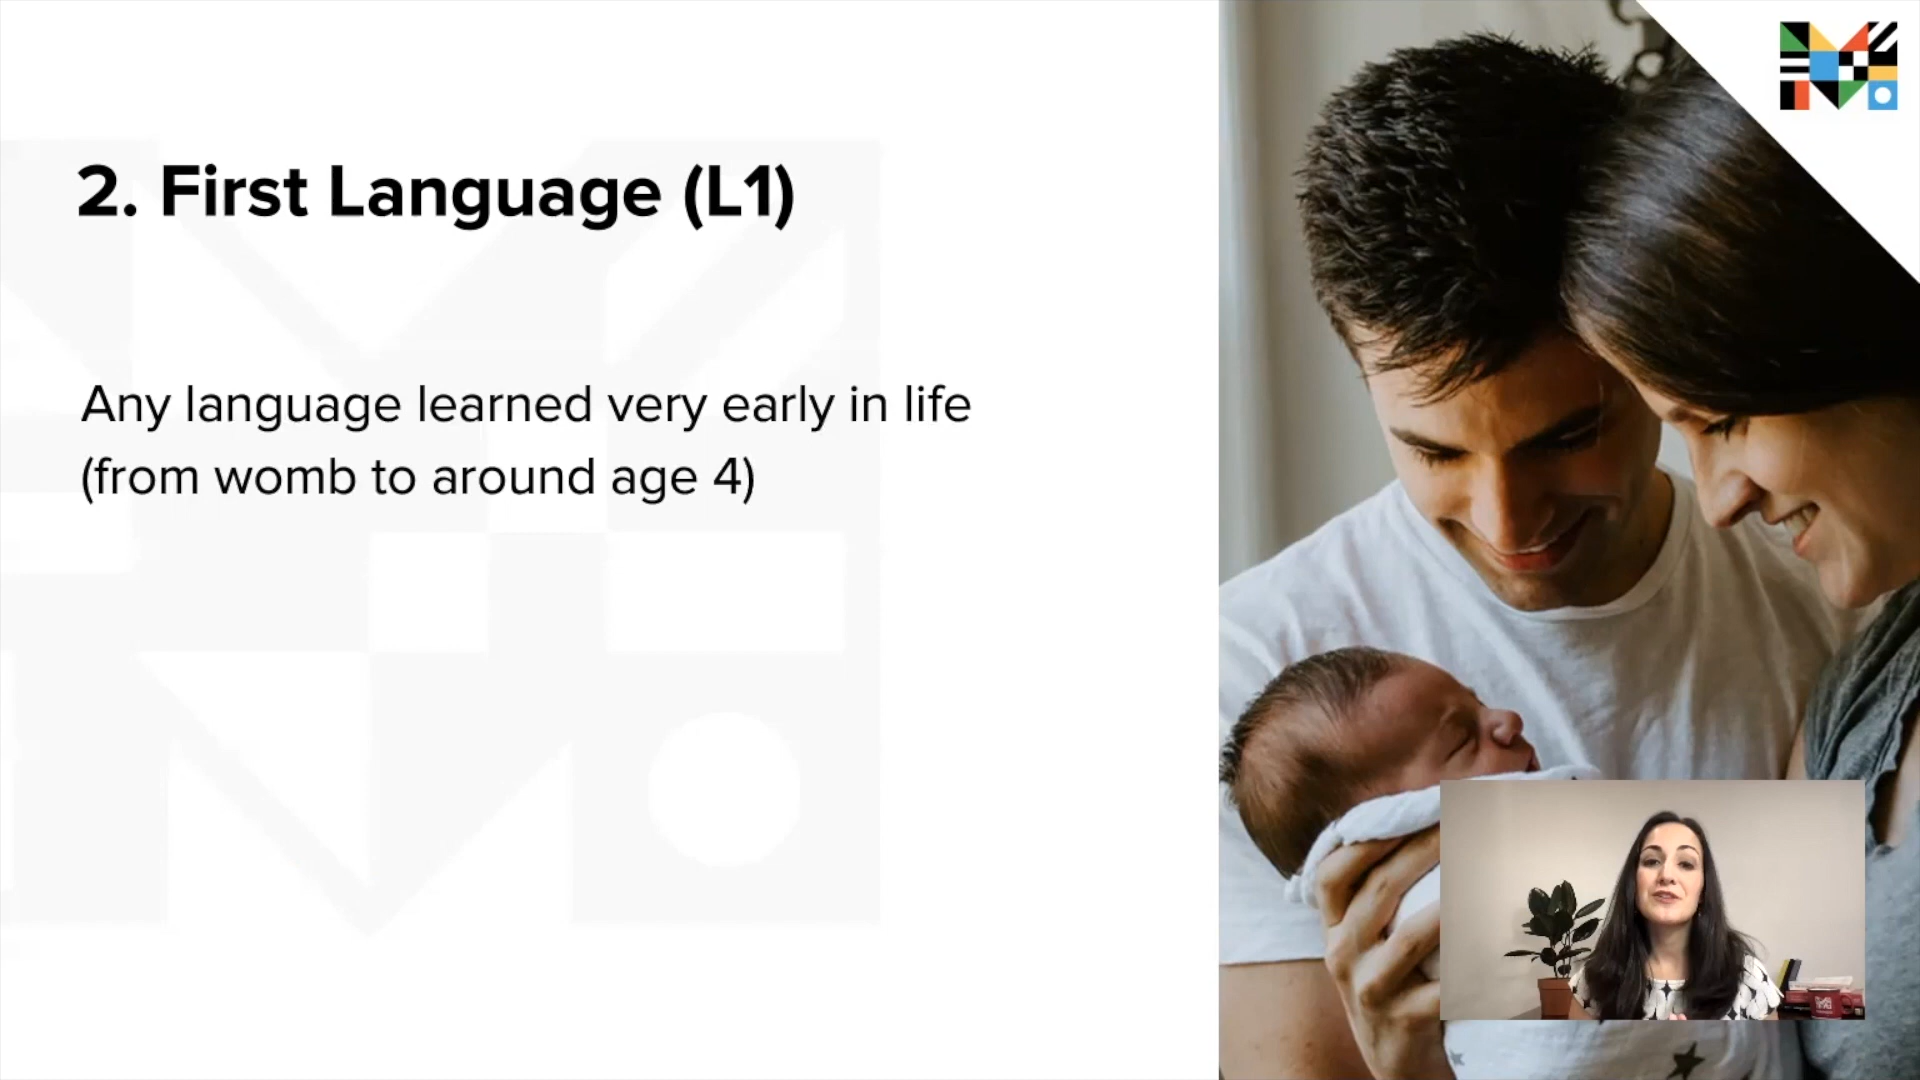 2. First Language (L1)
Any language learned very early in life
(from womb to around age 4)